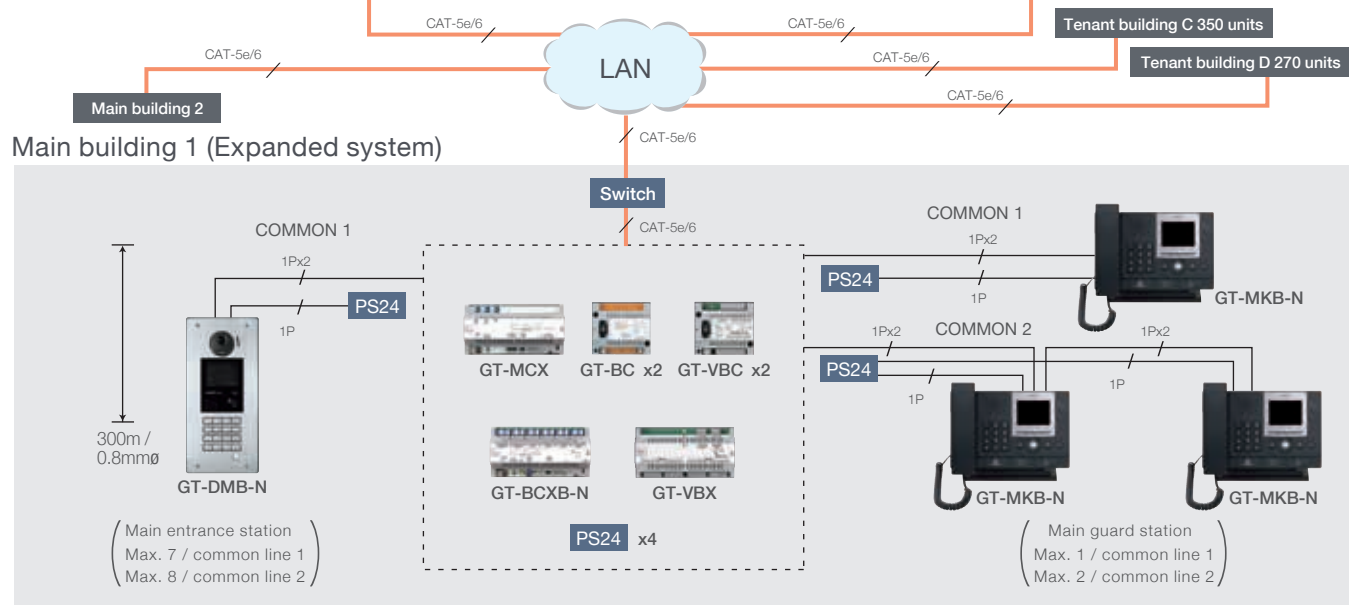 CAT-5e/6
CAT-5e/6
Tenant building C 350 units
CAT-5e/6
LAN
CAT-5e/6
Tenant building D 270 units
Main building 2
CAT-5e/6
CAT-5e/6
Main building 1 (Expanded system)
Switch
CAT-5e/6
COMMON 1
1Px2
PS24
1P
300m /
0.8mmø
GT-DMB-N
Main entrance station
Max. 7 / common line 1
Max. 8 / common line 2
GT-MCX
GT-BC x2
GT-VBC x2
GT-BCXB-N
GT-VBX
PS24 x4
COMMON 1
1Px2
PS24
1P
GT-MKB-N
1Px2
COMMON 2
1Px2
PS24
1P
1P
GT-MKB-N
GT-MKB-N
Main guard station
Max. 1 / common line 1
Max. 2 / common line 2